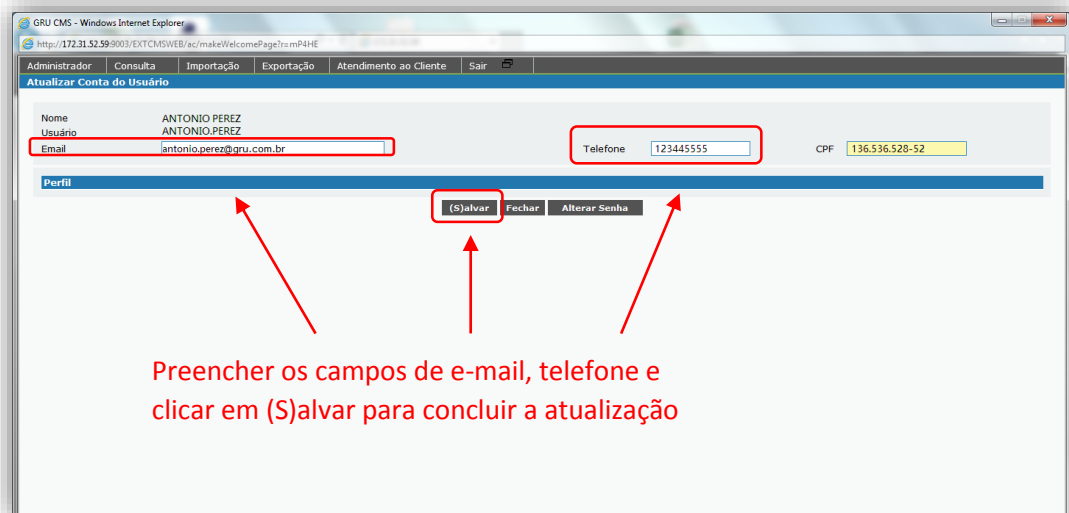 GRU CMS - Windows Internet Explorer
http://172.31.52.59:9003/EXTCMSWEB/ac/makeWelcomePage?r=mP4HE
Administrador Consulta Importação Exportação Atendimento ao Cliente Sair
Atualizar Conta do Usuário
Nome ANTONIO PEREZ
Usuário ANTONIO.PEREZ
Email antonio.perez@gru.com.br Telefone 123445555 CPF 136.536.528-52
Perfil
(S)alvar Fechar Alterar Senha
Preencher os campos de e-mail, telefone e
clicar em (S)alvar para concluir a atualização